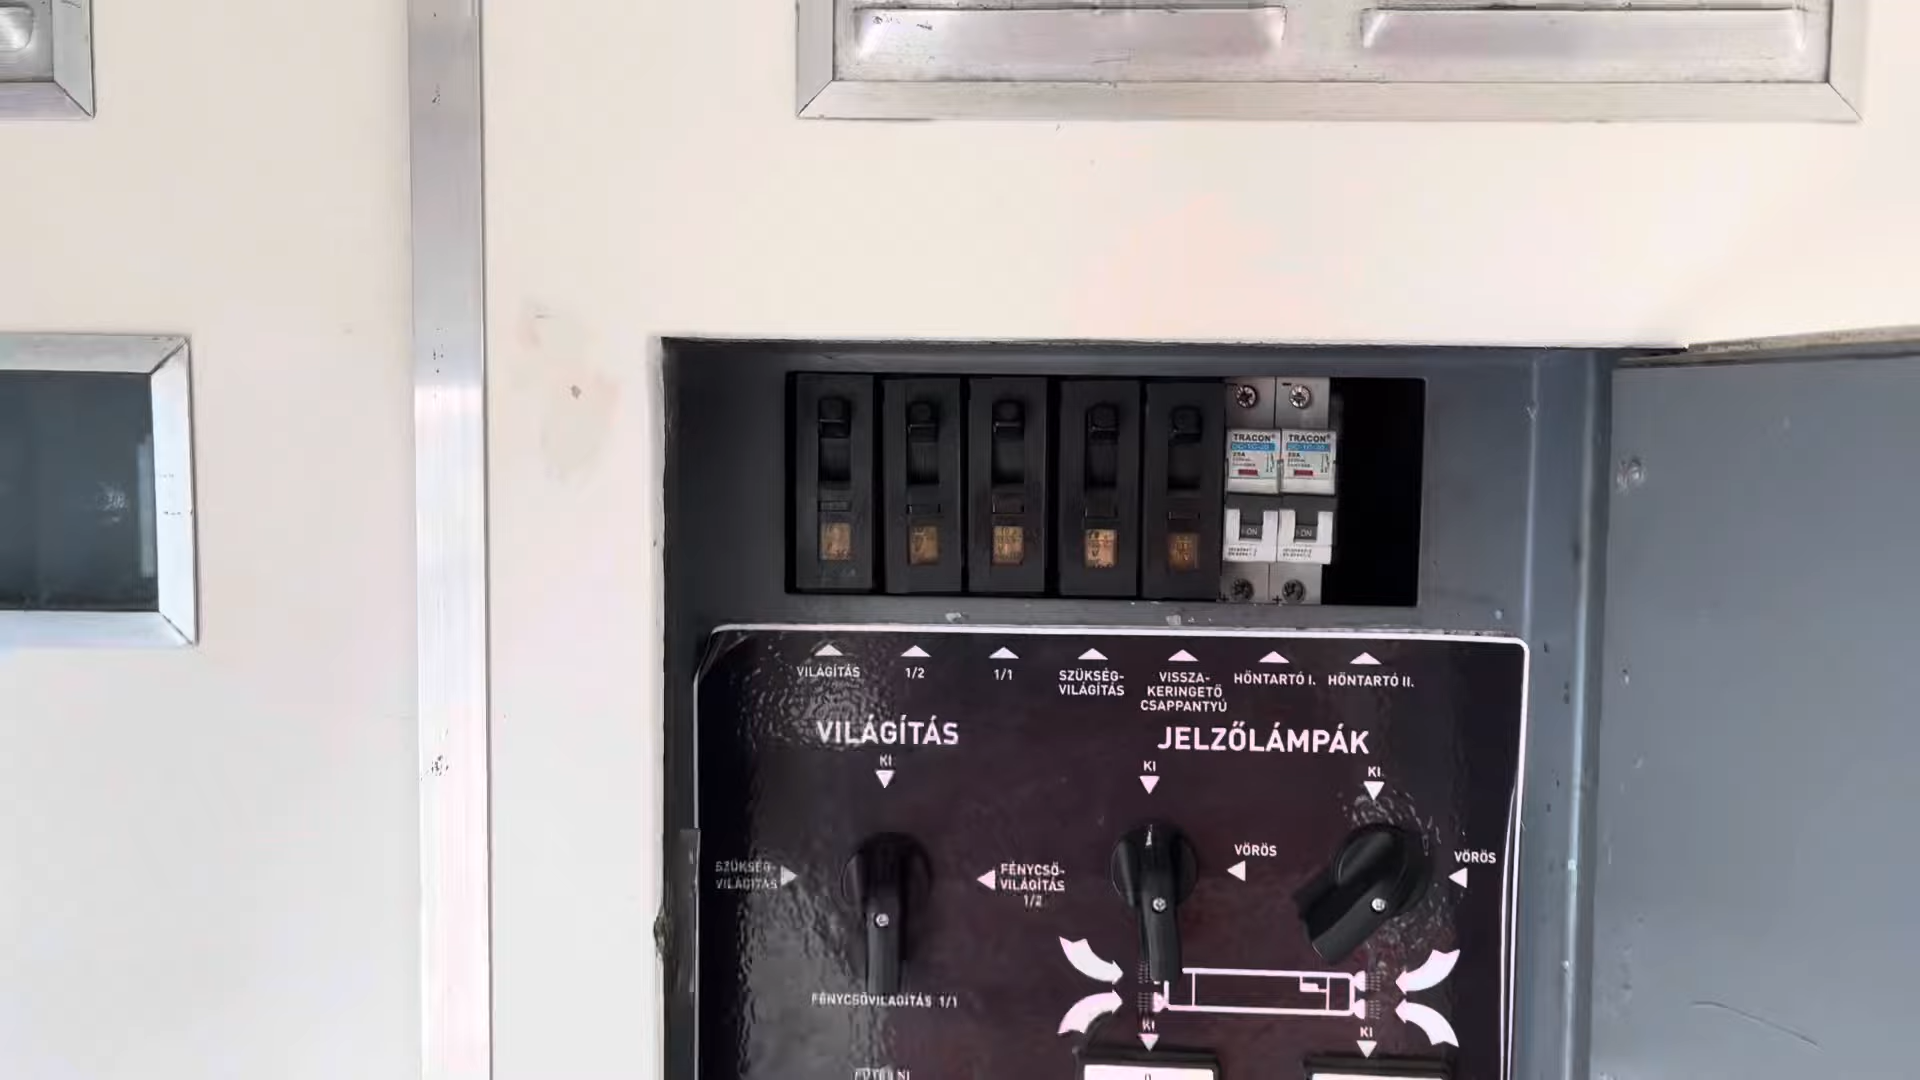 TRACON TRACON
ON ON
VILÁGÍTÁS
1/2
1/1
SZÜKSÉG-
VILÁGÍTÁS
VISSZA-
KERINGETŐ
CSAPPANTYÚ
HŐNTARTÓ I.
HŐNTARTÓ II.
VILÁGÍTÁS
JELZŐLÁMPÁK
KI
KI
KI
SZÜKSÉG-
VILÁGÍTÁS
FÉNYCSŐ-
VILÁGÍTÁS
1/2
VÖRÖS
VÖRÖS
FÉNYCSŐVILÁGÍTÁS 1/1
KI
KI
0